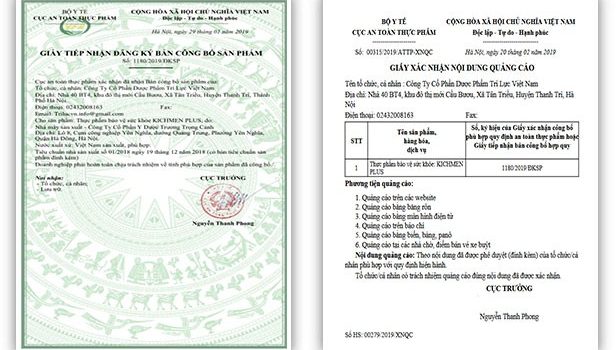 BỘ Y TẾ
CỤC AN TOÀN THỰC PHẨM
CỘNG HÒA XÃ HỘI CHỦ NGHĨA VIỆT NAM
Độc lập - Tự do - Hạnh phúc
Hà Nội, ngày 29 tháng 01 năm 2019
GIẤY TIẾP NHẬN ĐĂNG KÝ BẢN CÔNG BỐ SẢN PHẨM
Số: 1180/2019/ĐKSP
Cục an toàn thực phẩm xác nhận đã nhận Bản công bố sản phẩm của:
Tổ chức, cá nhân: Công Ty Cổ Phần Dược Phẩm Trí Lực Việt Nam
Địa chỉ: Nhà 40 BT4, khu đô thị mới Cầu Bươu, Xã Tân Triều, Huyện Thanh Trì, Thành
Phố Hà Nội.
Điện thoại: 02432008163 Fax:
Email: Trilucvn@gmail.com
Cho sản phẩm: Thực phẩm bảo vệ sức khỏe KICHMEN PLUS, do:
Nhà máy sản xuất - Công Ty Cổ Phần Y Dược Trường Trọng Cảnh
Địa chỉ: Lô 8, Cụm công nghiệp Yên Nghĩa, đường Quang Trung, Phường Yên Nghĩa,
Quận Hà Đông, Hà Nội.
Nước xuất xứ: Việt Nam sản xuất, phù hợp:
Tiêu chuẩn nhà sản xuất số 01/2018 ngày 19 tháng 12 năm 2018 (có bản tiêu chuẩn sản
phẩm đính kèm)
Doanh nghiệp phải hoàn toàn chịu trách nhiệm về tính phù hợp của sản phẩm đã công bố./.
Nơi nhận:
- Tổ chức, cá nhân;
- Lưu trữ.
CỤC TRƯỞNG
Nguyễn Thanh Phong
BỘ Y TẾ
CỤC AN TOÀN THỰC PHẨM
CỘNG HÒA XÃ HỘI CHỦ NGHĨA VIỆT NAM
Độc lập - Tự do - Hạnh phúc
Số: 00315/2019/ATTP-XNQC
Hà Nội, ngày 20 tháng 02 năm 2019
GIẤY XÁC NHẬN NỘI DUNG QUẢNG CÁO
Tên tổ chức, cá nhân: Công Ty Cổ Phần Dược Phẩm Trí Lực Việt Nam
Địa chỉ: Nhà 40 BT4, khu đô thị mới Cầu Bươu, Xã Tân Triều, Huyện Thanh Trì, Hà
Nội
Điện thoại: 02432008163 Fax:
STT
Tên sản phẩm,
hàng hóa,
dịch vụ
Số, ký hiệu của Giấy xác nhận công bố
phù hợp quy định an toàn thực phẩm hoặc
Giấy tiếp nhận bản công bố hợp quy
1
Thực phẩm bảo vệ sức khỏe: KICHMEN
PLUS
1180/2019/ĐKSP
Phương tiện quảng cáo:
1. Quảng cáo trên các website
2. Quảng cáo bằng băng rôn
3. Quảng cáo bằng màn hình điện tử
4. Quảng cáo trên báo chí
5. Quảng cáo bằng biển, bảng, panô
6. Quảng cáo tại các nhà chờ, điểm bán vé xe buýt
Nội dung quảng cáo: Theo nội dung đã được phê duyệt (đính kèm) của tổ chức/cá
nhân phù hợp với quy định hiện hành.
Tổ chức/cá nhân có trách nhiệm quảng cáo đúng nội dung đã được xác nhận.
CỤC TRƯỞNG
Nguyễn Thanh Phong
Số HS: 00279/2019/XNQC